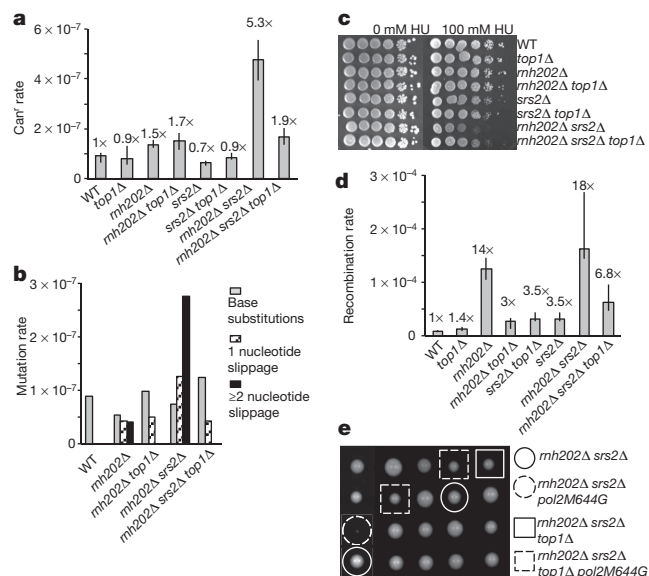 a
Canʳ rate
6 × 10⁻⁷
4 × 10⁻⁷
2 × 10⁻⁷
0
1×
0.9×
1.5×
1.7×
0.7×
0.9×
5.3×
1.9×
WT
top1Δ
rnh202Δ
rnh202Δ top1Δ
srs2Δ
srs2Δ top1Δ
rnh202Δ srs2Δ
rnh202Δ srs2Δ top1Δ
b
Mutation rate
3 × 10⁻⁷
2 × 10⁻⁷
1 × 10⁻⁷
0
WT
rnh202Δ
rnh202Δ top1Δ
rnh202Δ srs2Δ
rnh202Δ srs2Δ top1Δ
Base
substitutions
1 nucleotide
slippage
≥2 nucleotide
slippage
c
0 mM HU 100 mM HU
WT
top1Δ
rnh202Δ
rnh202Δ top1Δ
srs2Δ
srs2Δ top1Δ
rnh202Δ srs2Δ
rnh202Δ srs2Δ top1Δ
d
Recombination rate
3 × 10⁻⁴
2 × 10⁻⁴
1 × 10⁻⁴
0
1×
1.4×
14×
3×
3.5×
3.5×
18×
6.8×
WT
top1Δ
rnh202Δ
rnh202Δ top1Δ
srs2Δ top1Δ
srs2Δ
rnh202Δ srs2Δ
rnh202Δ srs2Δ top1Δ
e
rnh202Δ srs2Δ
rnh202Δ srs2Δ
pol2M644G
rnh202Δ srs2Δ
top1Δ
rnh202Δ srs2Δ
top1Δ pol2M644G